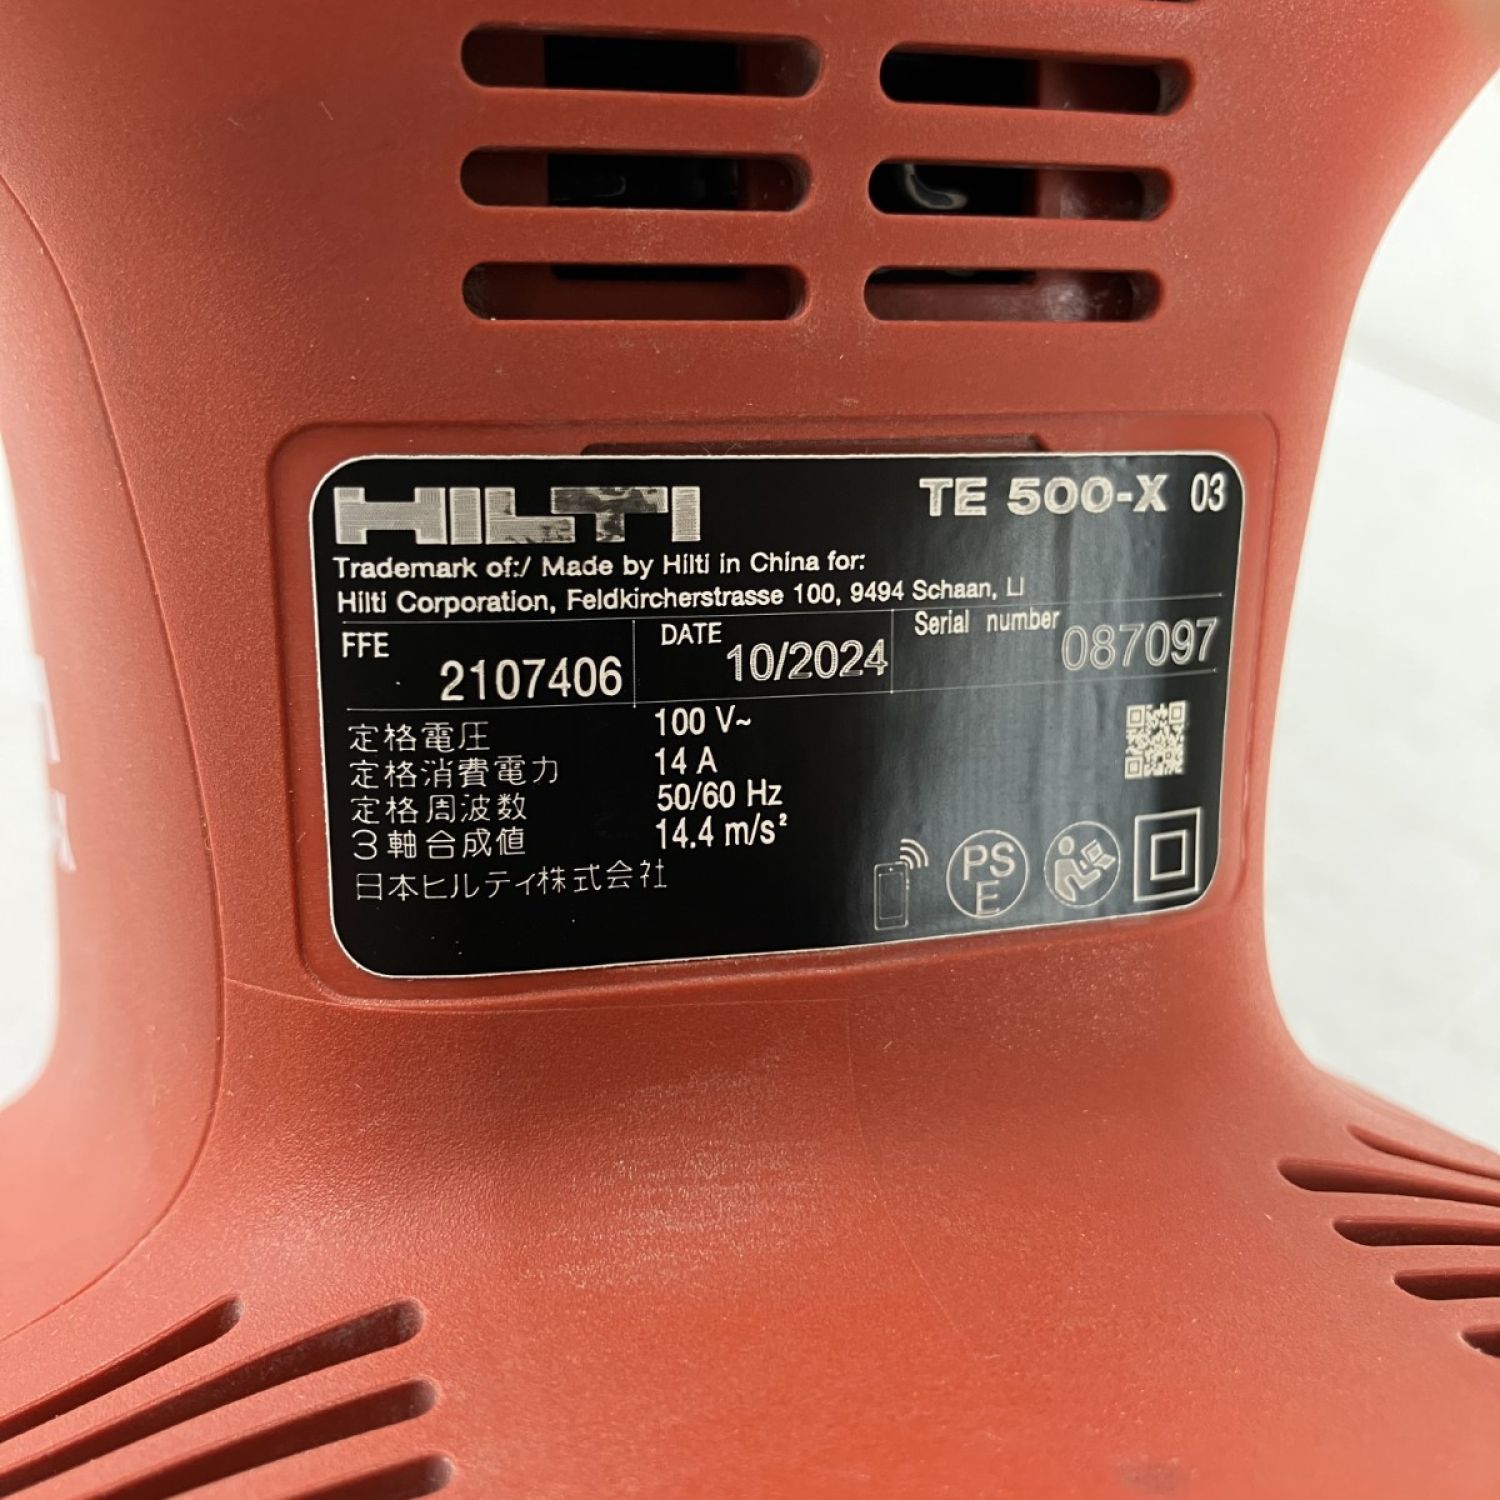 HILTI TE 500-X 03
Trademark of:/ Made by Hilti in China for:
Hilti Corporation, Feldkircherstrasse 100, 9494 Schaan, LI
FFE 2107406 DATE 10/2024 Serial number 087097
定格電圧 100 V~
定格消費電力 14 A
定格周波数 50/60 Hz
3軸合成値 14.4 m/s²
日本ヒルティ株式会社
PS
E